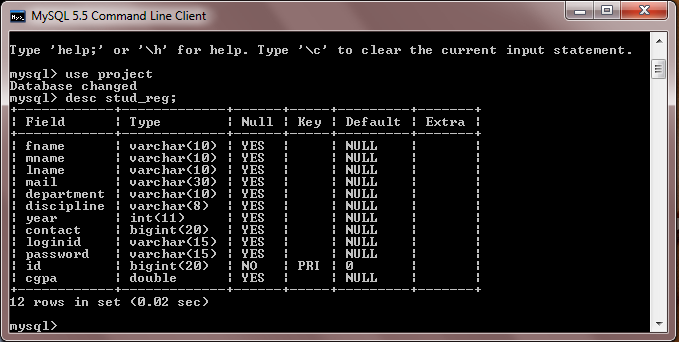 MySQL 5.5 Command Line Client
Type 'help;' or '\h' for help. Type '\c' to clear the current input statement.
mysql> use project
Database changed
mysql> desc stud_reg;
+------------+-------------+------+-----+---------+-------+
| Field      | Type        | Null | Key | Default | Extra |
+------------+-------------+------+-----+---------+-------+
| fname      | varchar(10) | YES  |     | NULL    |       |
| mname      | varchar(10) | YES  |     | NULL    |       |
| lname      | varchar(10) | YES  |     | NULL    |       |
| mail       | varchar(30) | YES  |     | NULL    |       |
| department | varchar(10) | YES  |     | NULL    |       |
| discipline | varchar(8)  | YES  |     | NULL    |       |
| year       | int(11)     | YES  |     | NULL    |       |
| contact    | bigint(20)  | YES  |     | NULL    |       |
| loginid    | varchar(15) | YES  |     | NULL    |       |
| password   | varchar(15) | YES  |     | NULL    |       |
| id         | bigint(20)  | NO   | PRI | 0       |       |
| cgpa       | double      | YES  |     | NULL    |       |
+------------+-------------+------+-----+---------+-------+
12 rows in set (0.02 sec)
mysql>